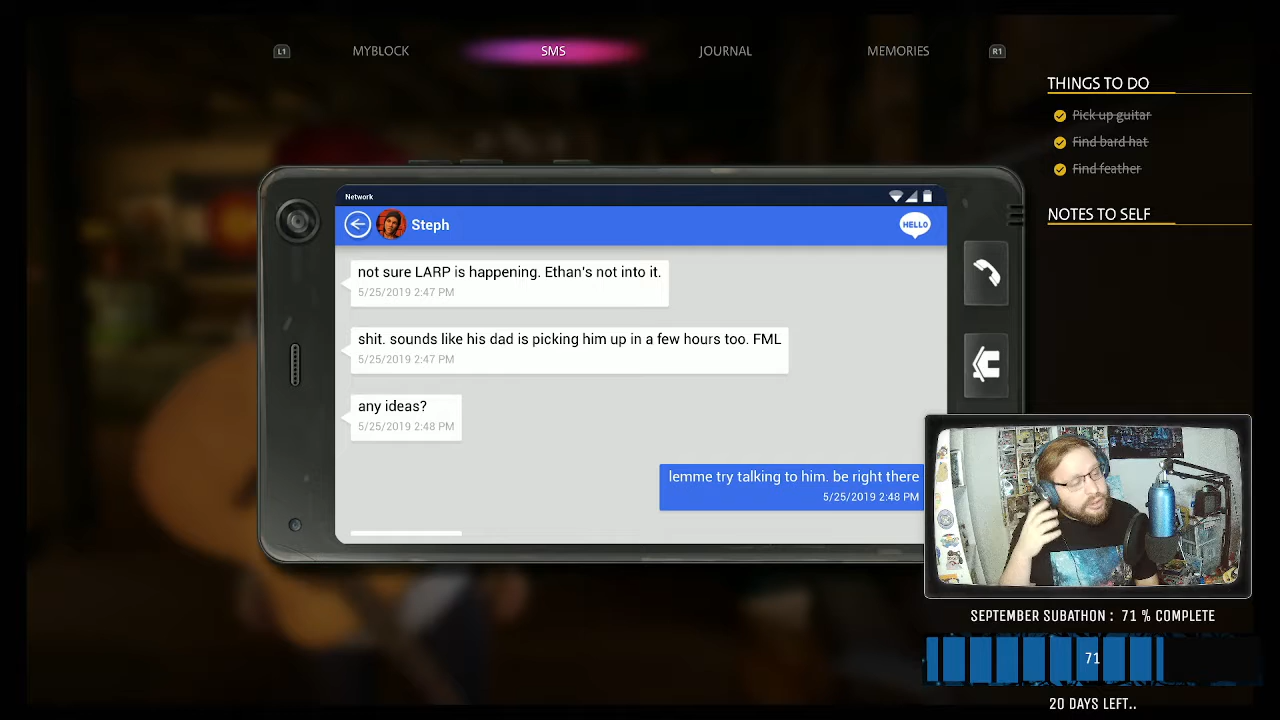 L1
MYBLOCK
SMS
JOURNAL
MEMORIES
R1
THINGS TO DO
Pick up guitar
Find bard hat
Find feather
NOTES TO SELF
Network
Steph
HELLO
not sure LARP is happening. Ethan's not into it.
5/25/2019 2:47 PM
shit. sounds like his dad is picking him up in a few hours too. FML
5/25/2019 2:47 PM
any ideas?
5/25/2019 2:48 PM
lemme try talking to him. be right there
5/25/2019 2:48 PM
SEPTEMBER SUBATHON : 71 % COMPLETE
71
20 DAYS LEFT..